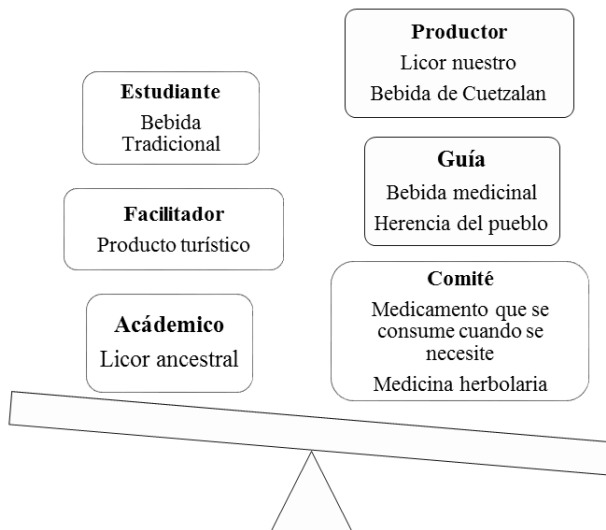 Estudiante
Bebida
Tradicional
Facilitador
Producto turístico
Acádemico
Licor ancestral
Productor
Licor nuestro
Bebida de Cuetzalan
Guía
Bebida medicinal
Herencia del pueblo
Comité
Medicamento que se
consume cuando se
necesite
Medicina herbolaria